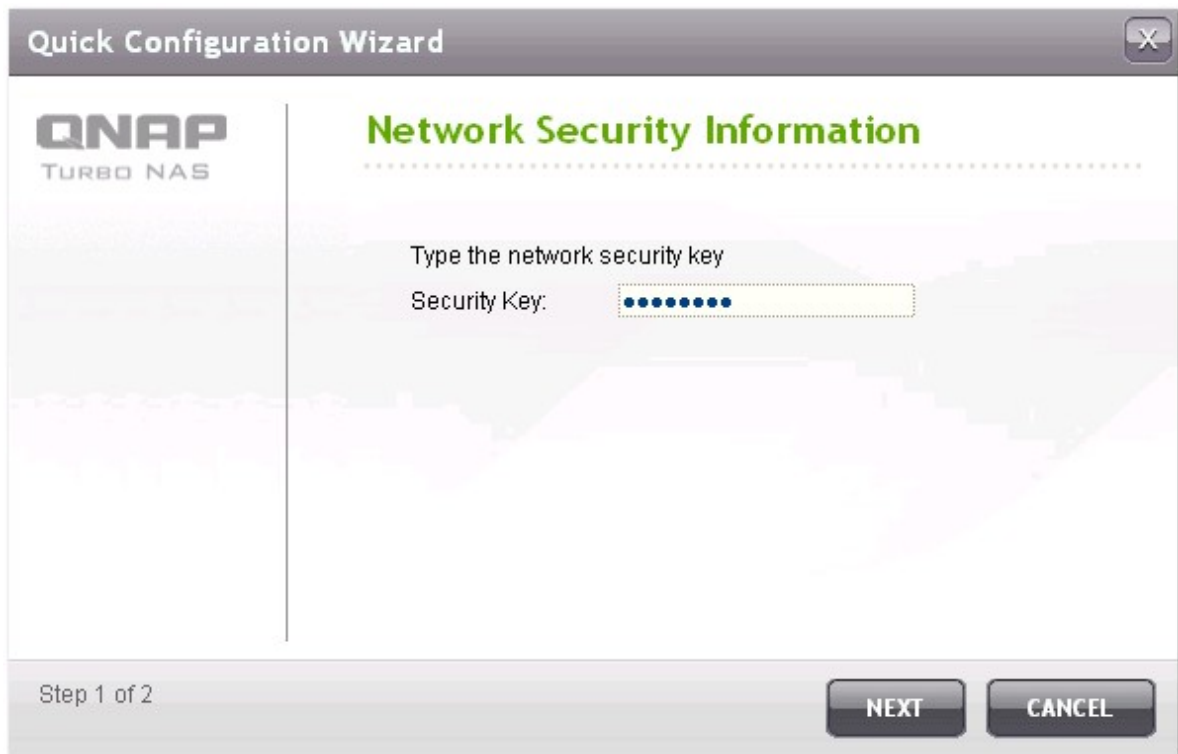 Quick Configuration Wizard
X
QNAP
TURBO NAS
Network Security Information
Type the network security key
Security Key: ••••••••
Step 1 of 2
NEXT
CANCEL